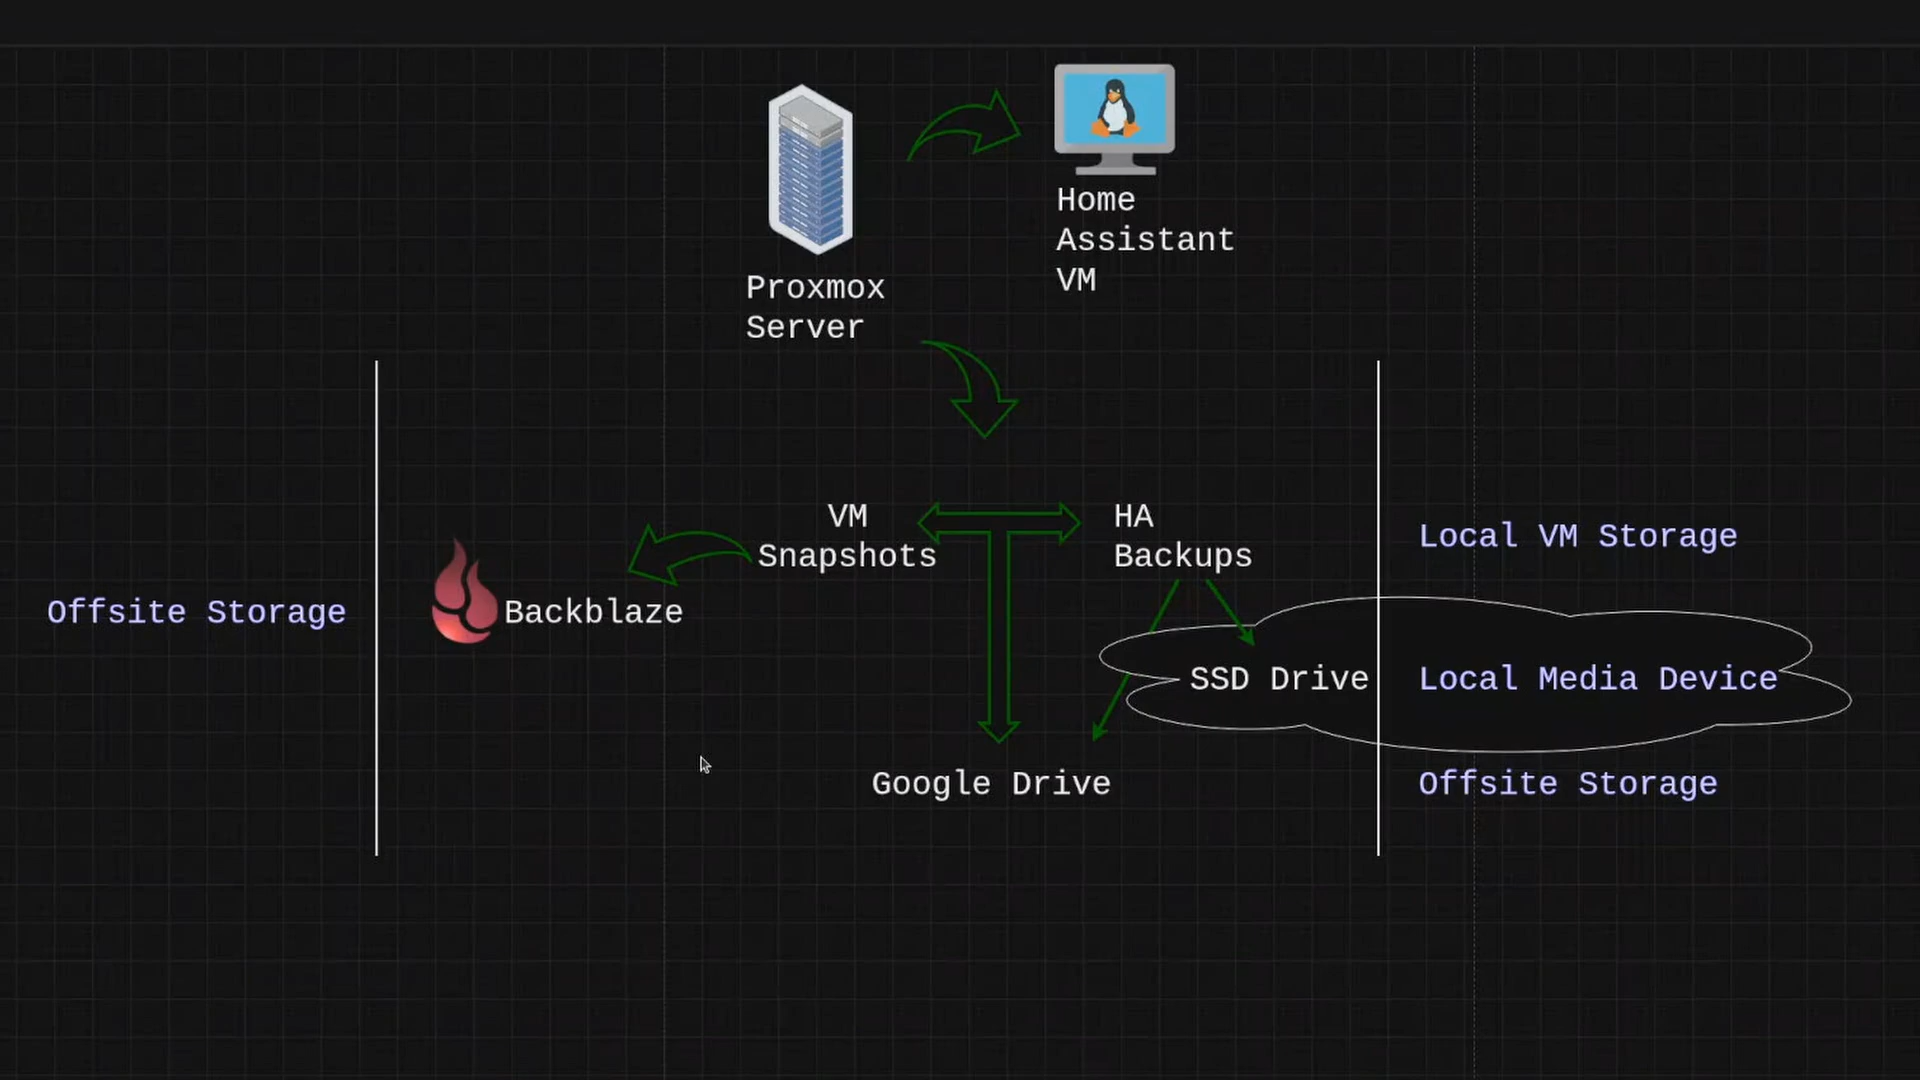 Home
Assistant
VM
Proxmox
Server
VM
Snapshots
HA
Backups
Local VM Storage
Offsite Storage
Backblaze
SSD Drive
Local Media Device
Google Drive
Offsite Storage